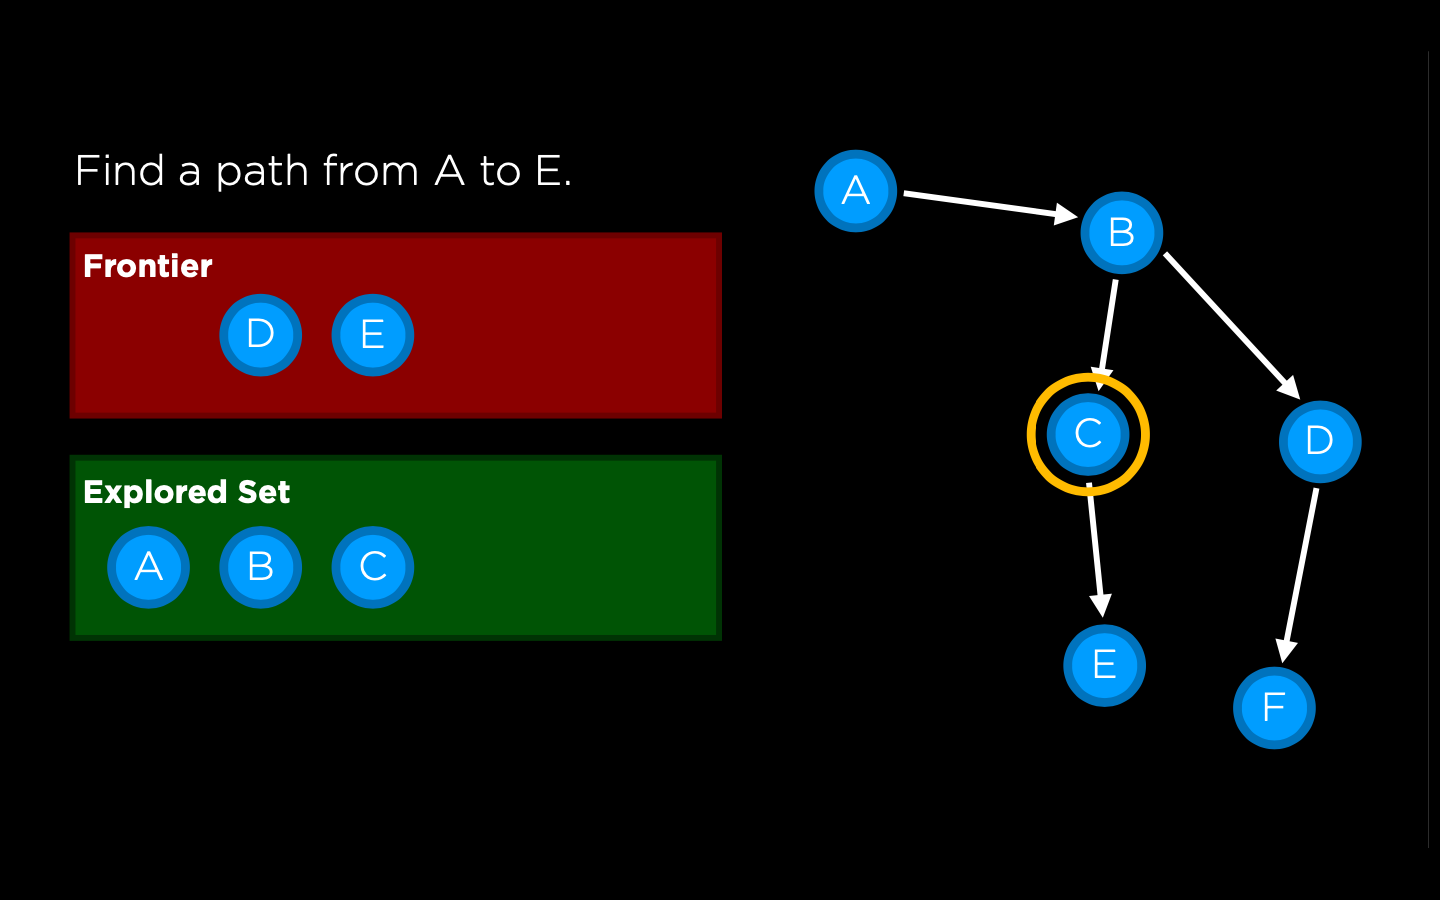 Find a path from A to E.
Frontier
D E
Explored Set
A B C
A
B
C
D
E
F